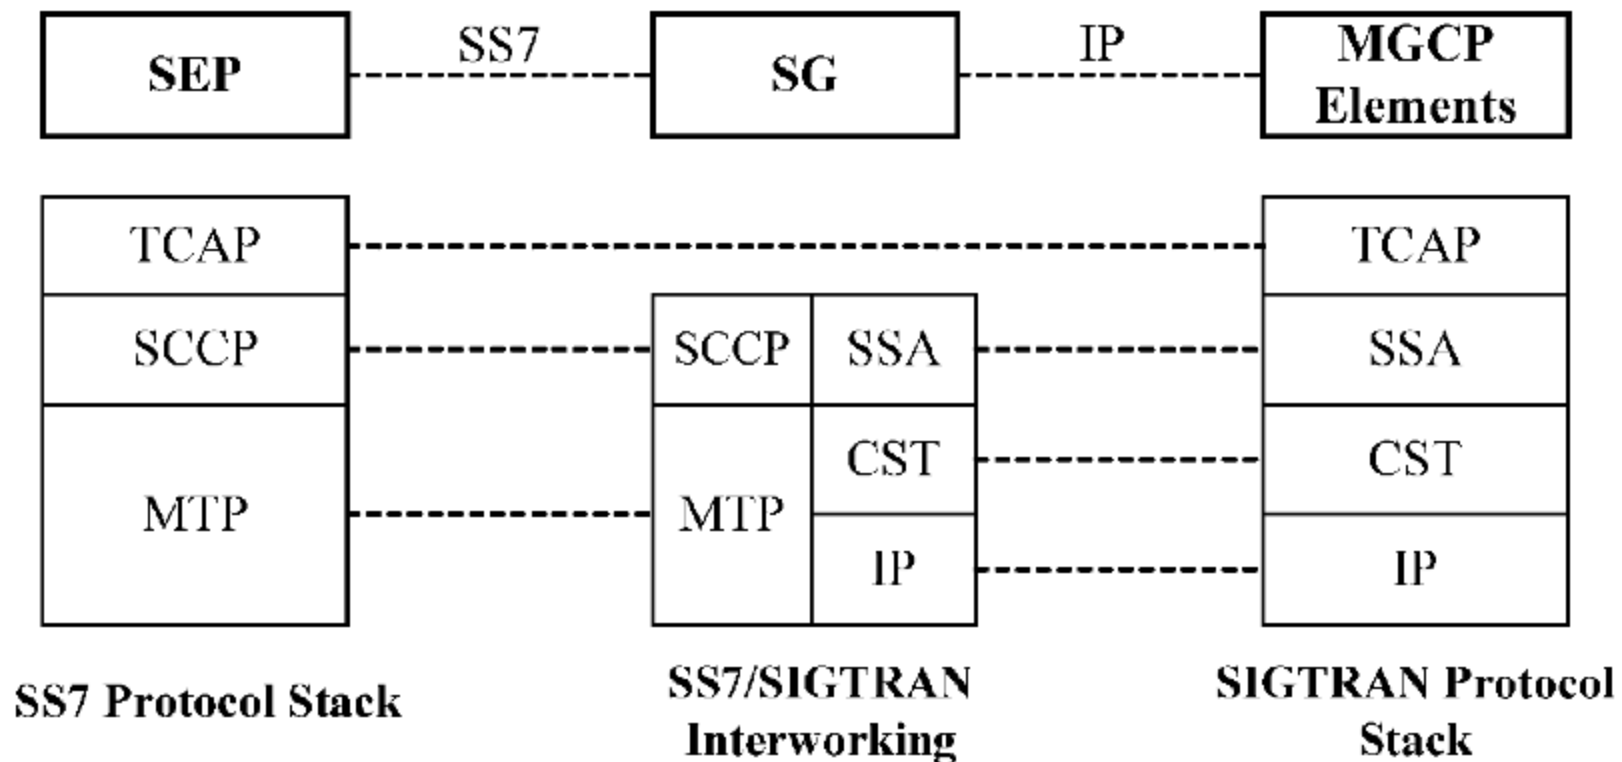 SEP
SS7
SG
IP
MGCP
Elements
TCAP
TCAP
SCCP
SCCP
SSA
SSA
MTP
MTP
CST
CST
IP
IP
SS7 Protocol Stack
SS7/SIGTRAN
Interworking
SIGTRAN Protocol
Stack